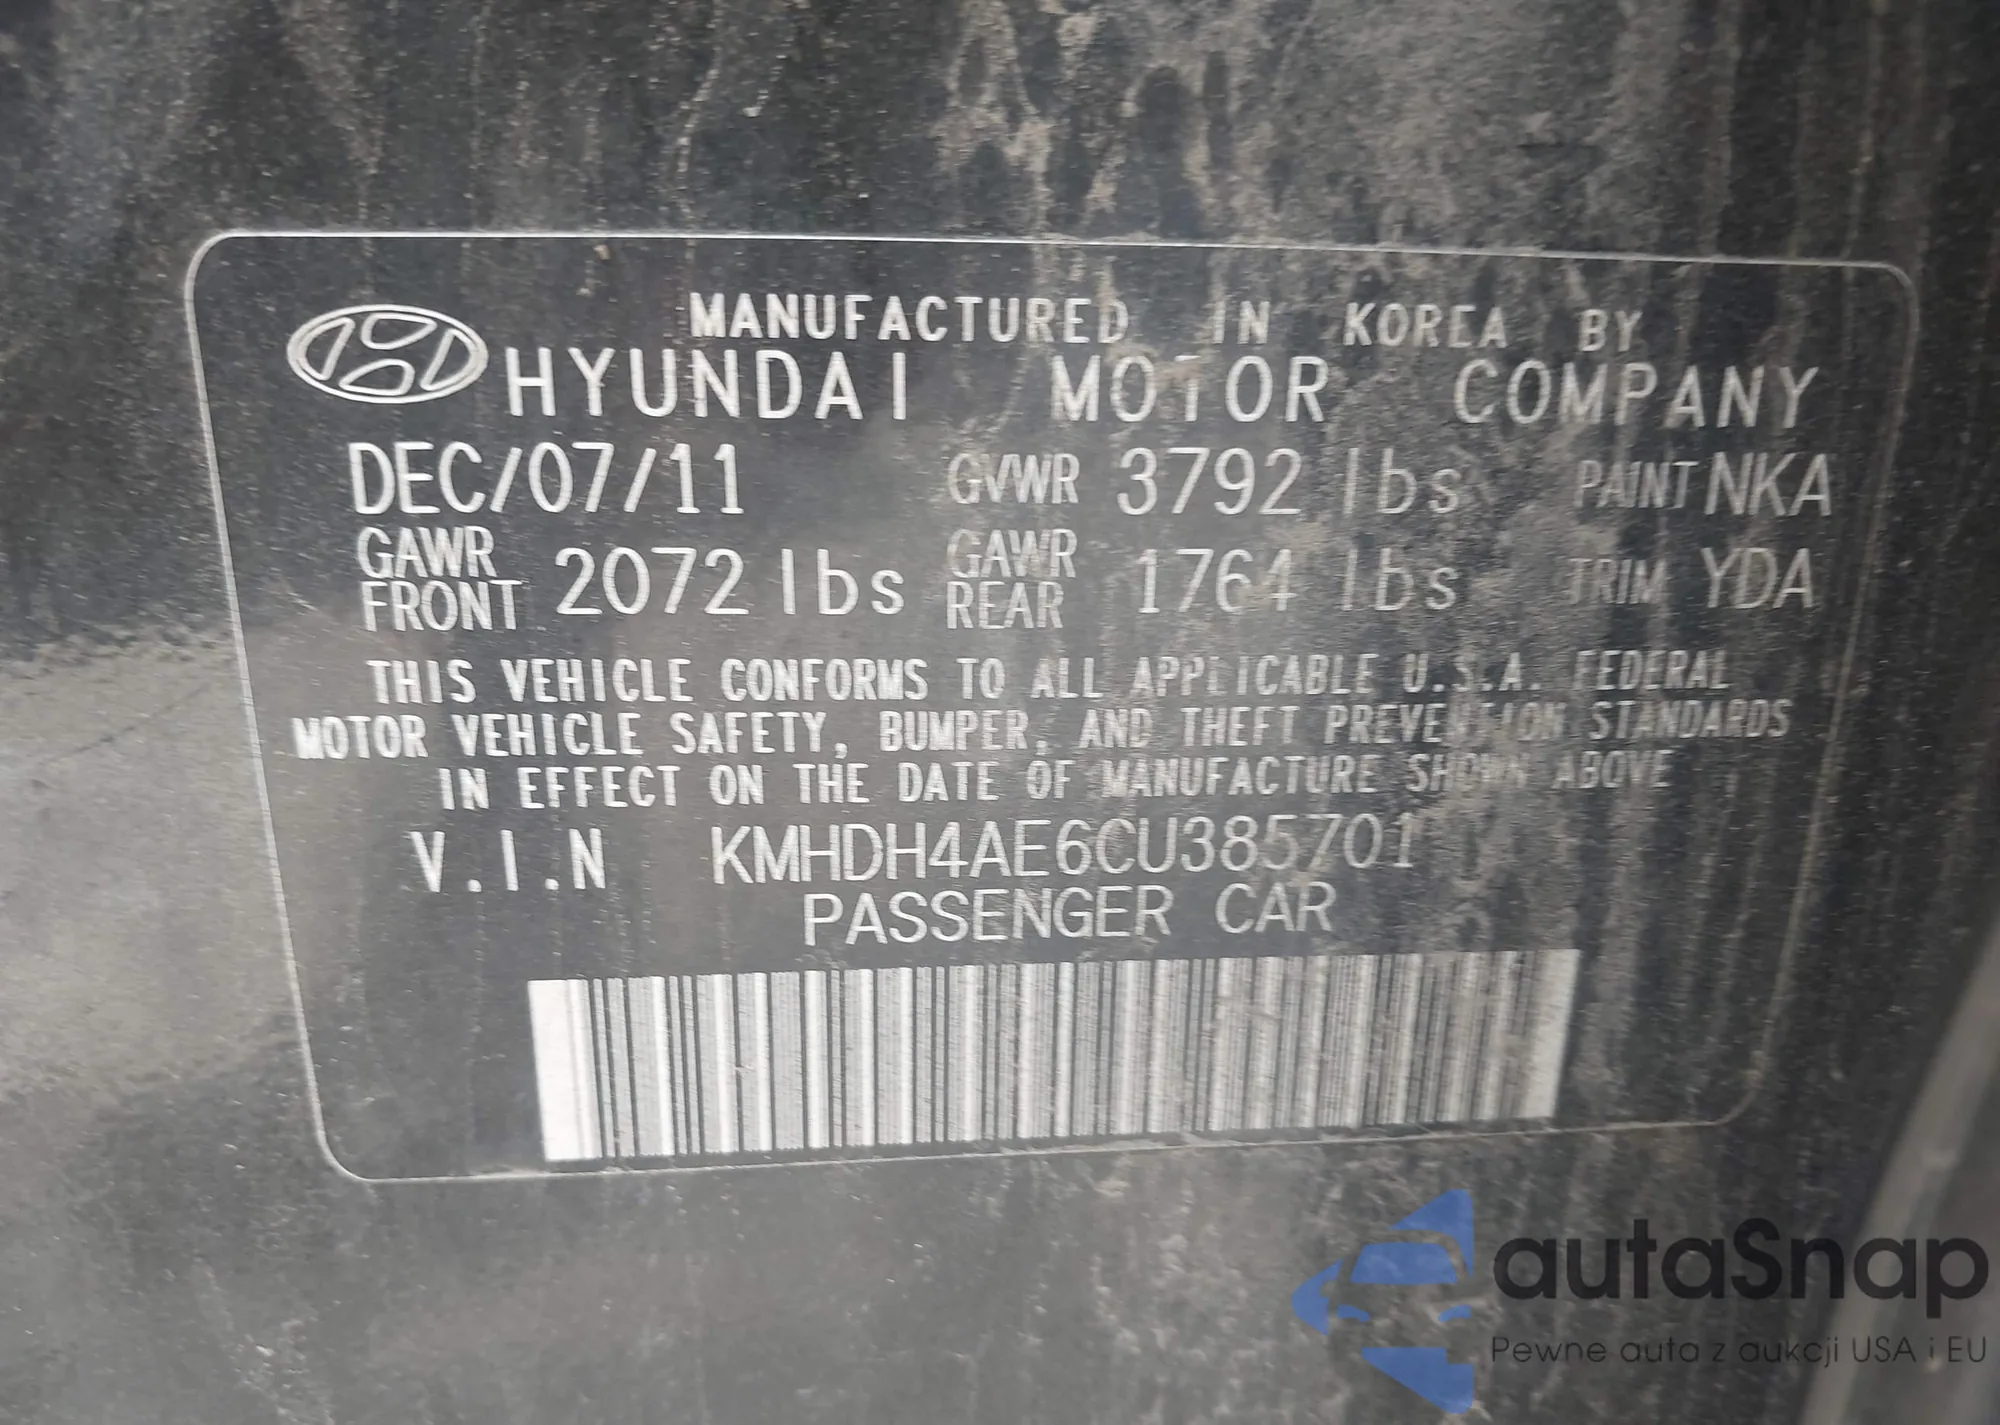 MANUFACTURED IN KOREA BY
HYUNDAI MOTOR COMPANY
DEC/07/11 GVWR 3792 lbs PAINT NKA
GAWR FRONT 2072 lbs GAWR REAR 1764 lbs TRIM YDA
THIS VEHICLE CONFORMS TO ALL APPLICABLE U.S.A. FEDERAL
MOTOR VEHICLE SAFETY, BUMPER, AND THEFT PREVENTION STANDARDS
IN EFFECT ON THE DATE OF MANUFACTURE SHOWN ABOVE
V.I.N KMHDH4AE6CU385701
PASSENGER CAR
autaSnap
Pewne auta z aukcji USA i EU